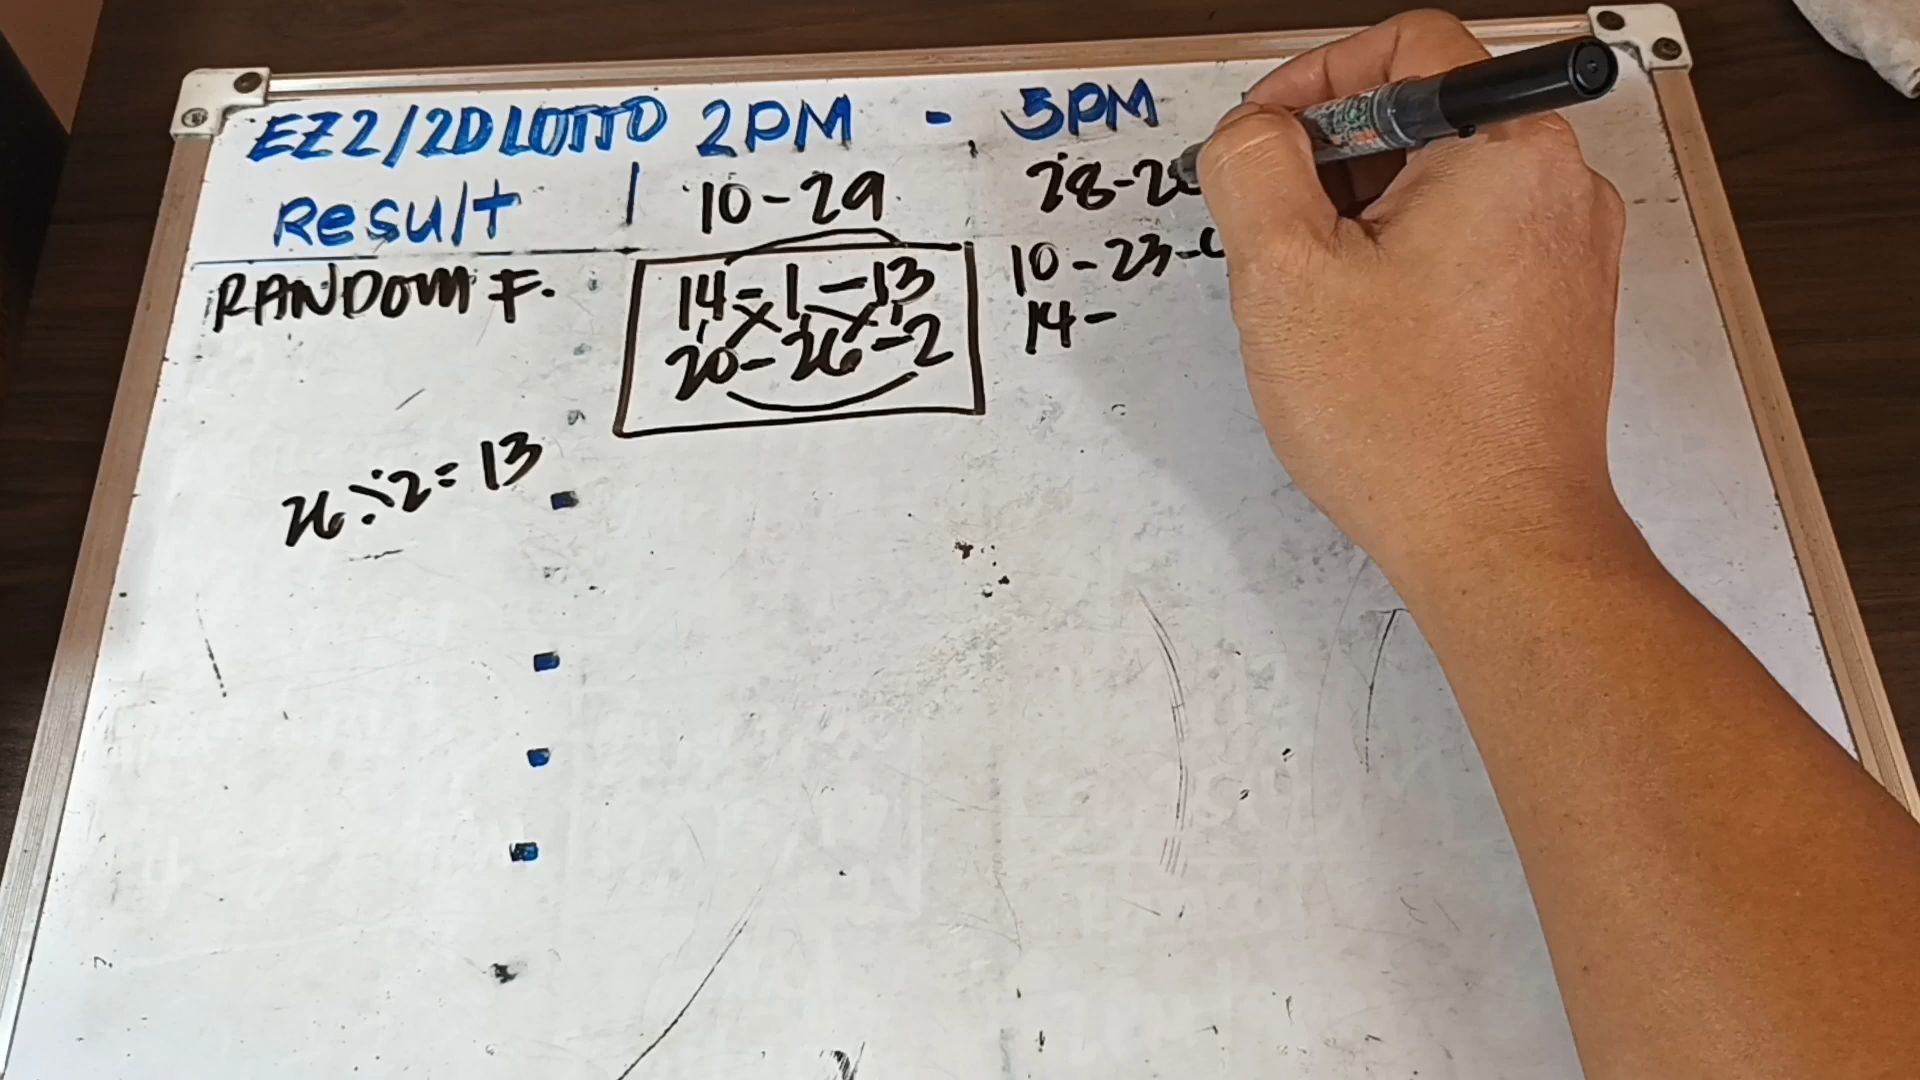 EZ2/2D LOTTO 2PM - 5PM
Result | 10-29 28-2
RANDOM F. 14-1-13 10-23-
20-26-2 14-
26÷2=13